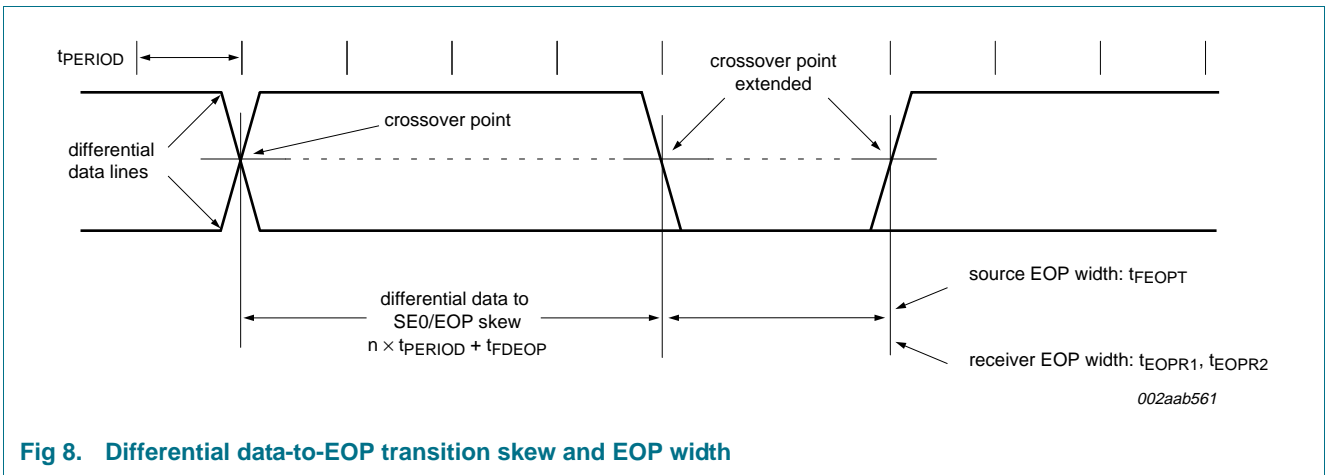 tPERIOD
crossover point
extended
crossover point
differential
data lines
source EOP width: tFEOPT
differential data to
SE0/EOP skew
n × tPERIOD + tFDEOP
receiver EOP width: tEOPR1, tEOPR2
002aab561
Fig 8. Differential data-to-EOP transition skew and EOP width